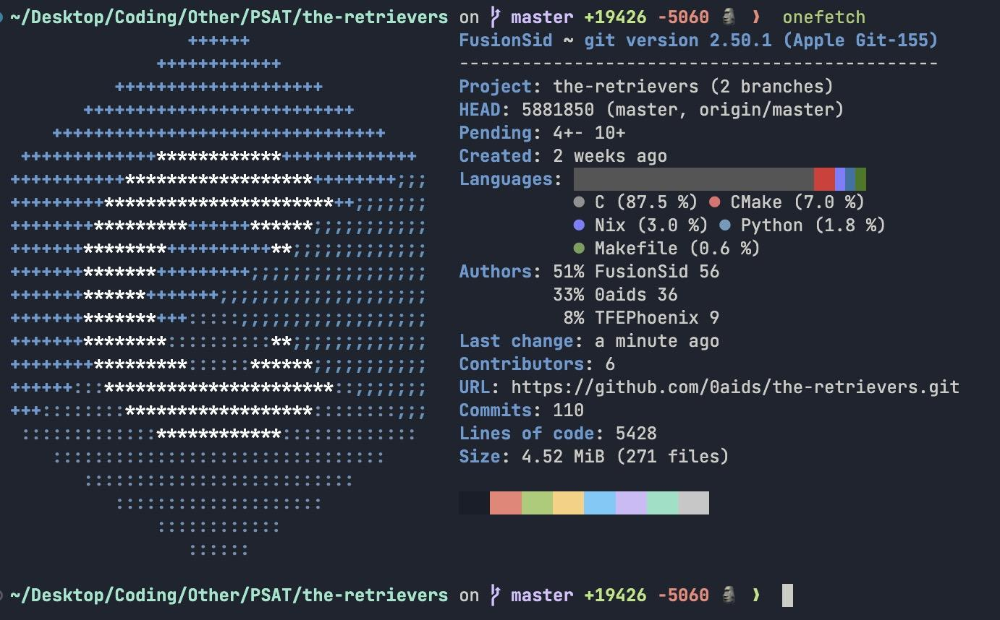 ~/Desktop/Coding/Other/PSAT/the-retrievers on master +19426 -5060 🗿 ❫ onefetch
FusionSid ~ git version 2.50.1 (Apple Git-155)
----------------------------------------------
Project: the-retrievers (2 branches)
HEAD: 5881850 (master, origin/master)
Pending: 4+- 10+
Created: 2 weeks ago
Languages:
● C (87.5 %) ● CMake (7.0 %)
● Nix (3.0 %) ● Python (1.8 %)
● Makefile (0.6 %)
Authors: 51% FusionSid 56
33% 0aids 36
8% TFEPhoenix 9
Last change: a minute ago
Contributors: 6
URL: https://github.com/0aids/the-retrievers.git
Commits: 110
Lines of code: 5428
Size: 4.52 MiB (271 files)
~/Desktop/Coding/Other/PSAT/the-retrievers on master +19426 -5060 🗿 ❫